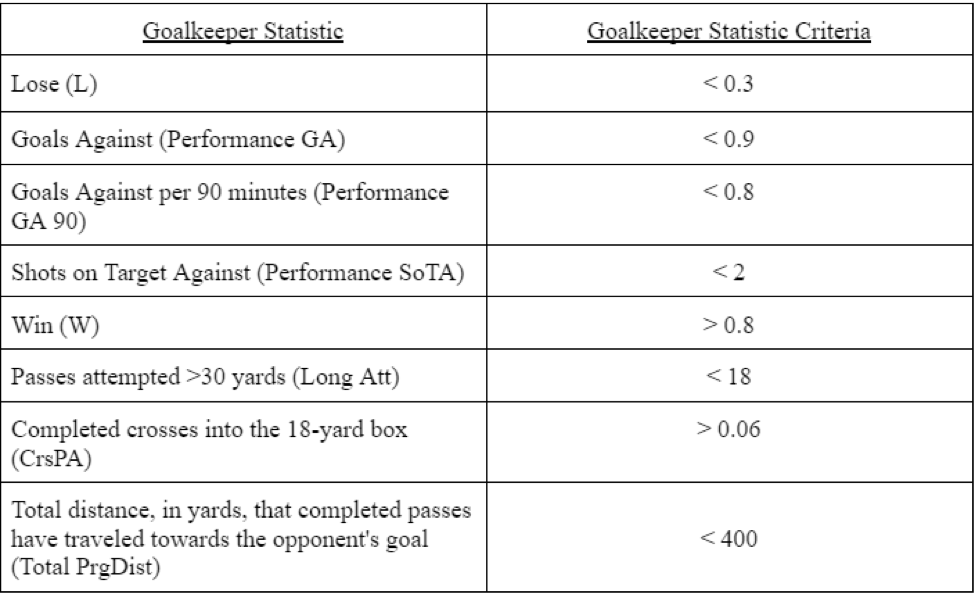 Goalkeeper Statistic
Goalkeeper Statistic Criteria
Lose (L)
< 0.3
Goals Against (Performance GA)
< 0.9
Goals Against per 90 minutes (Performance
GA 90)
< 0.8
Shots on Target Against (Performance SoTA)
< 2
Win (W)
> 0.8
Passes attempted >30 yards (Long Att)
< 18
Completed crosses into the 18-yard box
(CrsPA)
> 0.06
Total distance, in yards, that completed passes
have traveled towards the opponent's goal
(Total PrgDist)
< 400